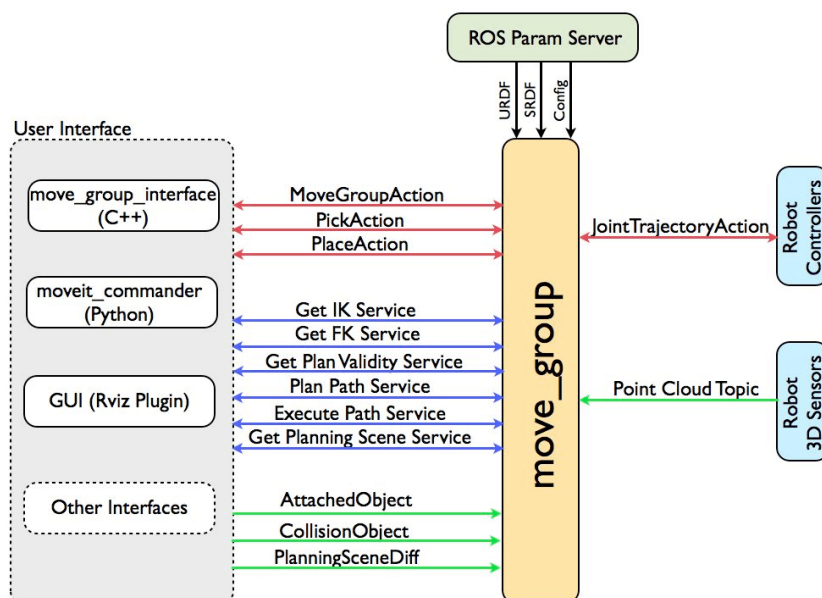 ROS Param Server
URDF
SRDF
Config
User Interface
move_group_interface
(C++)
moveit_commander
(Python)
GUI (Rviz Plugin)
Other Interfaces
MoveGroupAction
PickAction
PlaceAction
Get IK Service
Get FK Service
Get Plan Validity Service
Plan Path Service
Execute Path Service
Get Planning Scene Service
AttachedObject
CollisionObject
PlanningSceneDiff
move_group
JointTrajectoryAction
Point Cloud Topic
Robot
Controllers
Robot
3D Sensors